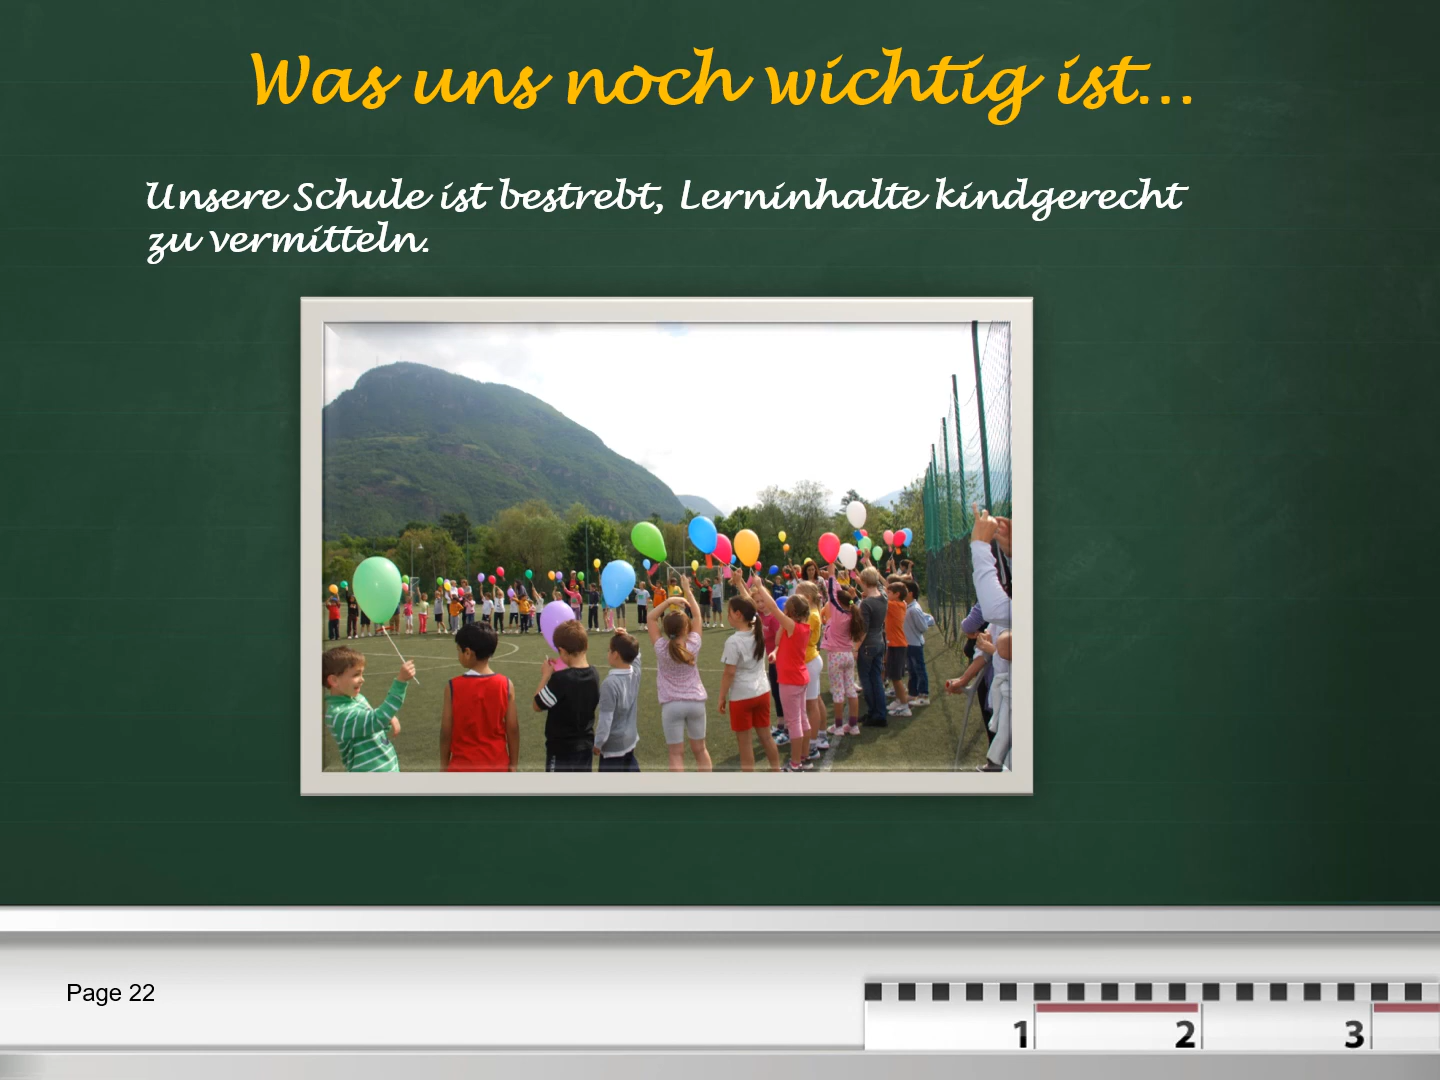 Was uns noch wichtig ist…
Unsere Schule ist bestrebt, Lerninhalte kindgerecht
zu vermitteln.
Page 22
1 2 3